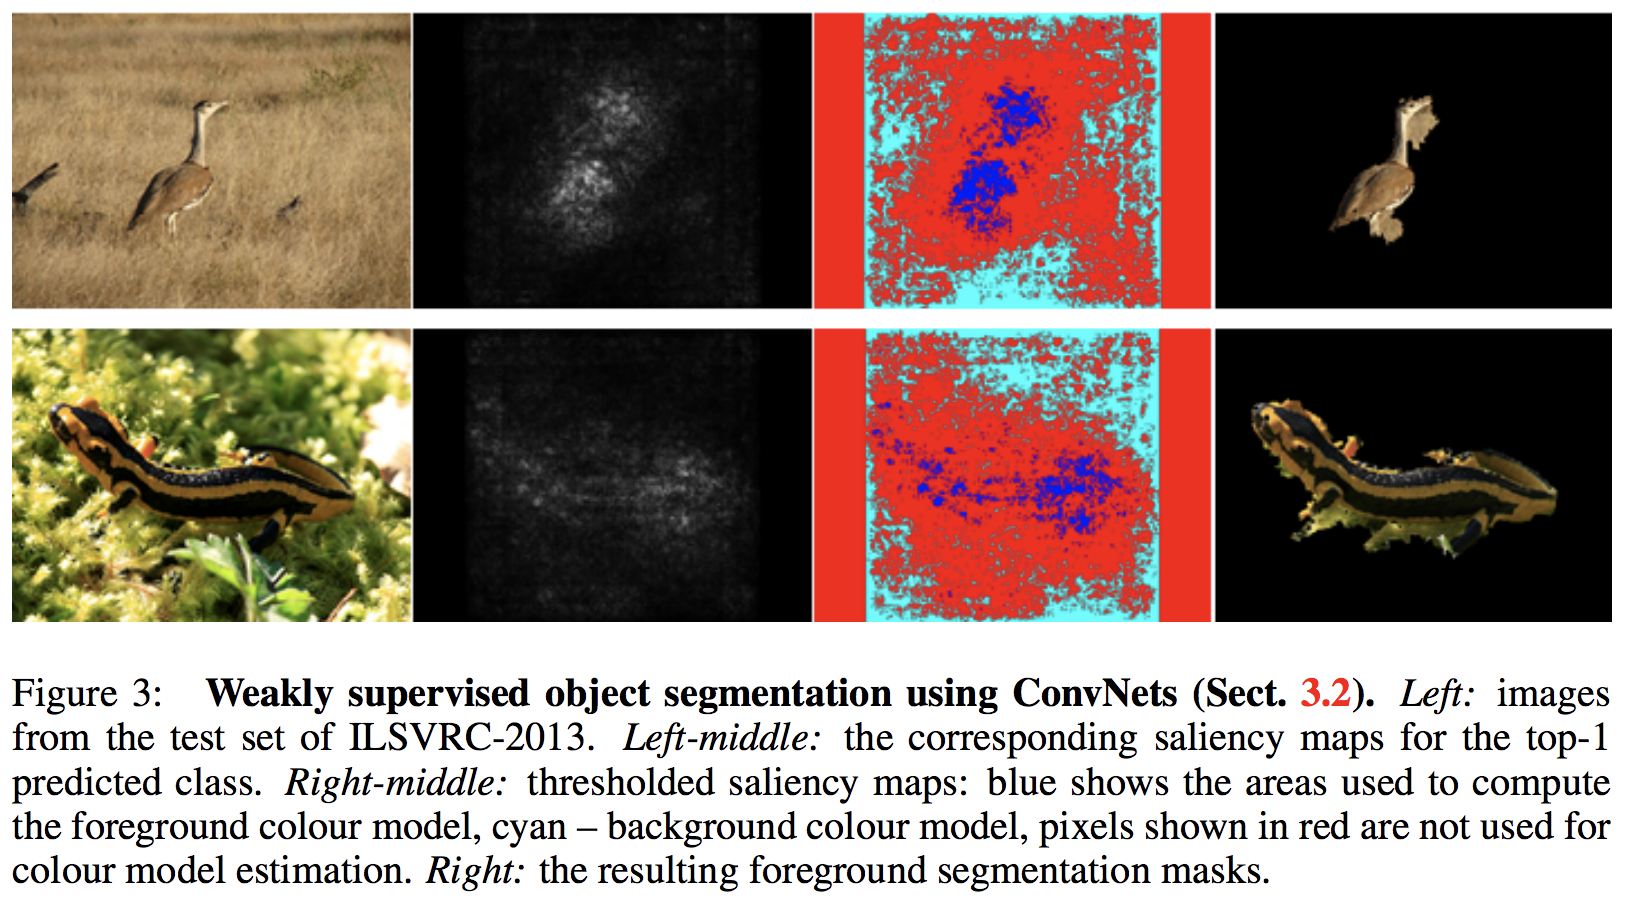 Figure 3: Weakly supervised object segmentation using ConvNets (Sect. 3.2). Left: images
from the test set of ILSVRC-2013. Left-middle: the corresponding saliency maps for the top-1
predicted class. Right-middle: thresholded saliency maps: blue shows the areas used to compute
the foreground colour model, cyan – background colour model, pixels shown in red are not used for
colour model estimation. Right: the resulting foreground segmentation masks.